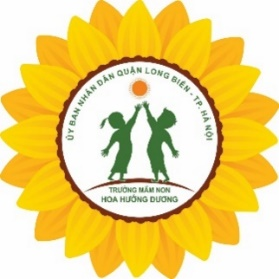 ỦY BAN NHÂN DÂN QUẬN LONG BIÊN - TP. HÀ NỘI
TRƯỜNG MẦM NON
HOA HƯỚNG DƯƠNG